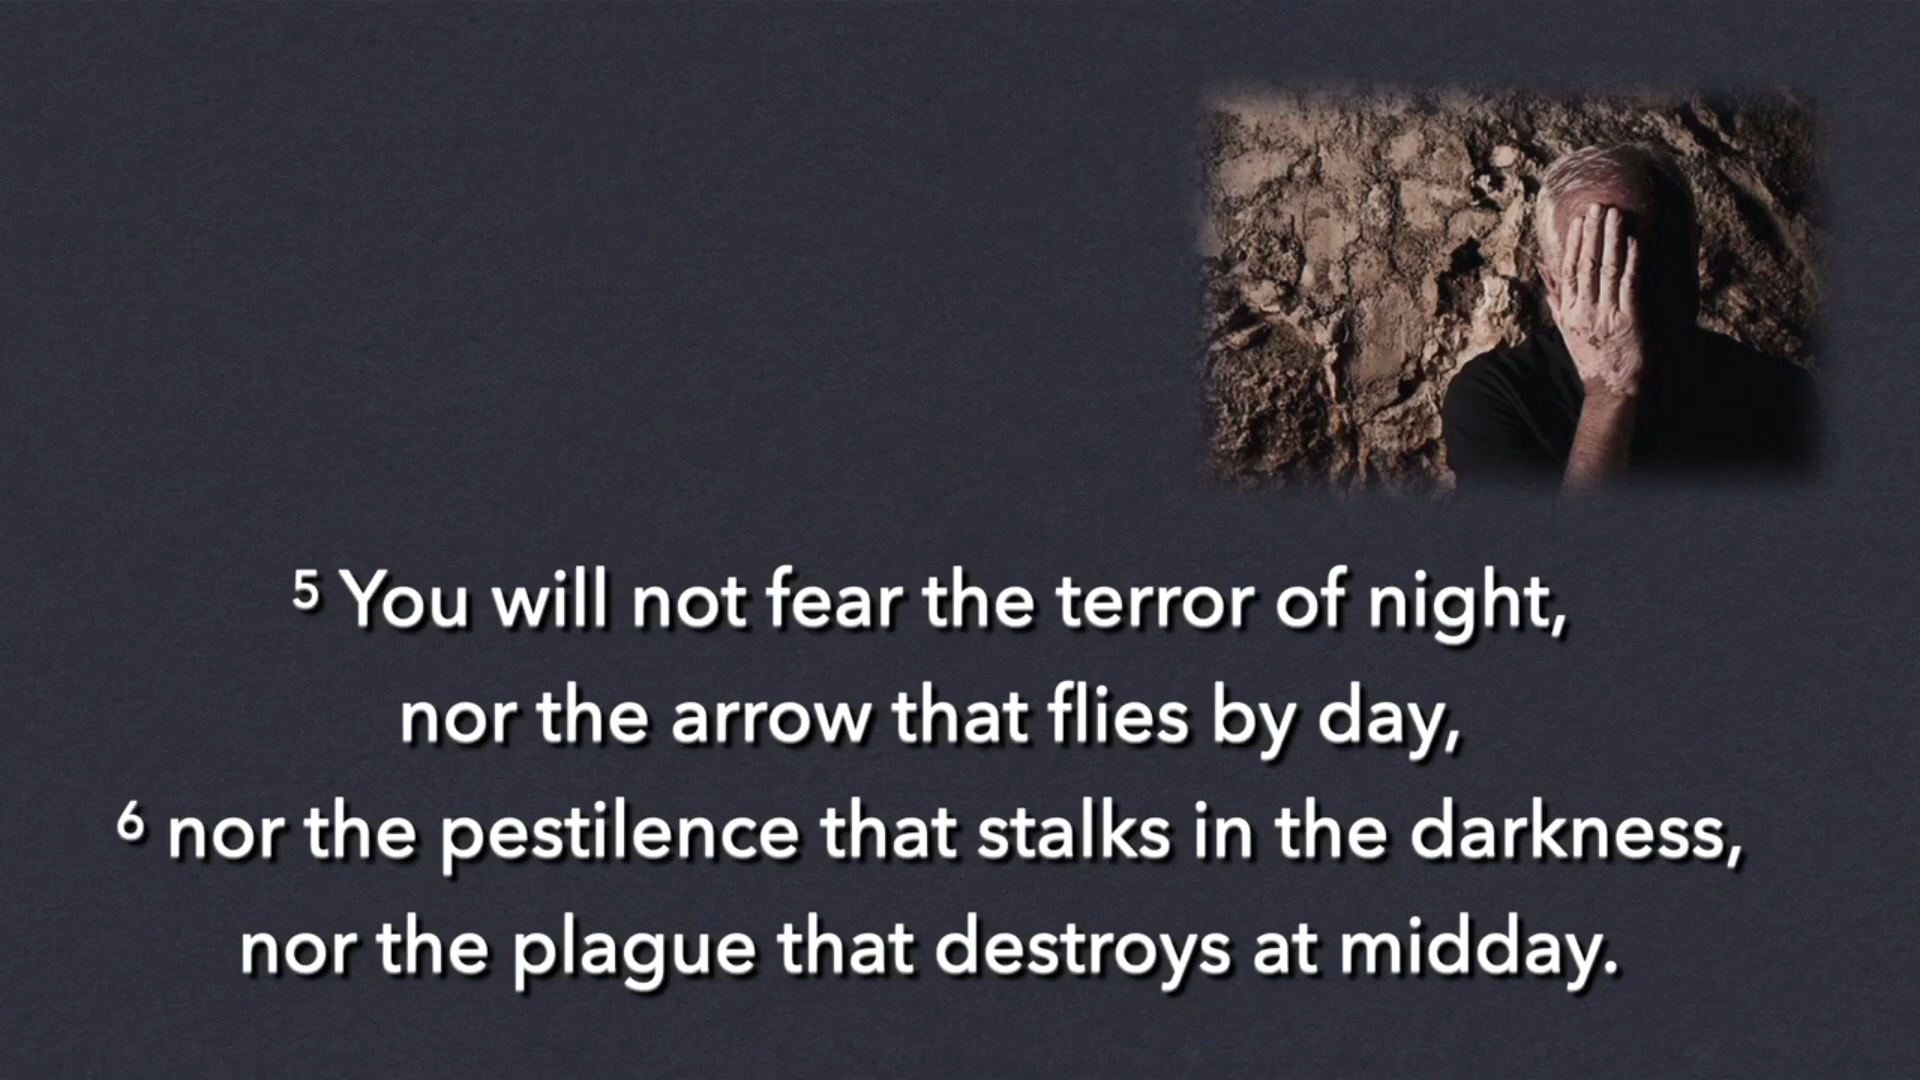 ⁵ You will not fear the terror of night,
nor the arrow that flies by day,
⁶ nor the pestilence that stalks in the darkness,
nor the plague that destroys at midday.